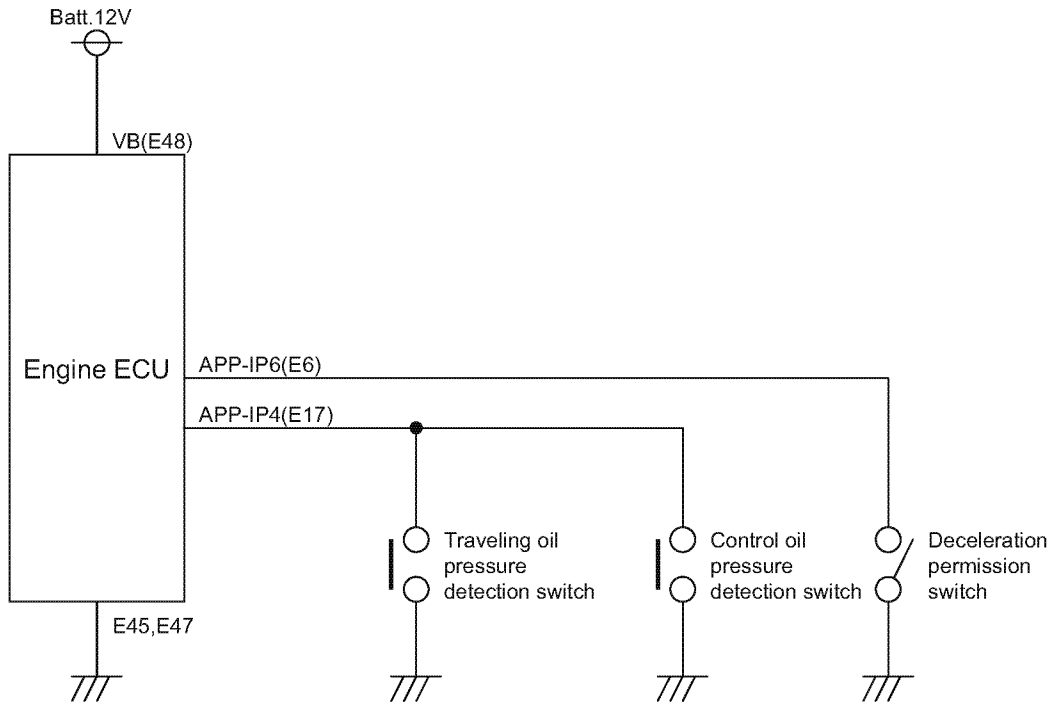 Batt.12V
VB(E48)
Engine ECU
APP-IP6(E6)
APP-IP4(E17)
Traveling oil
pressure
detection switch
Control oil
pressure
detection switch
Deceleration
permission
switch
E45,E47